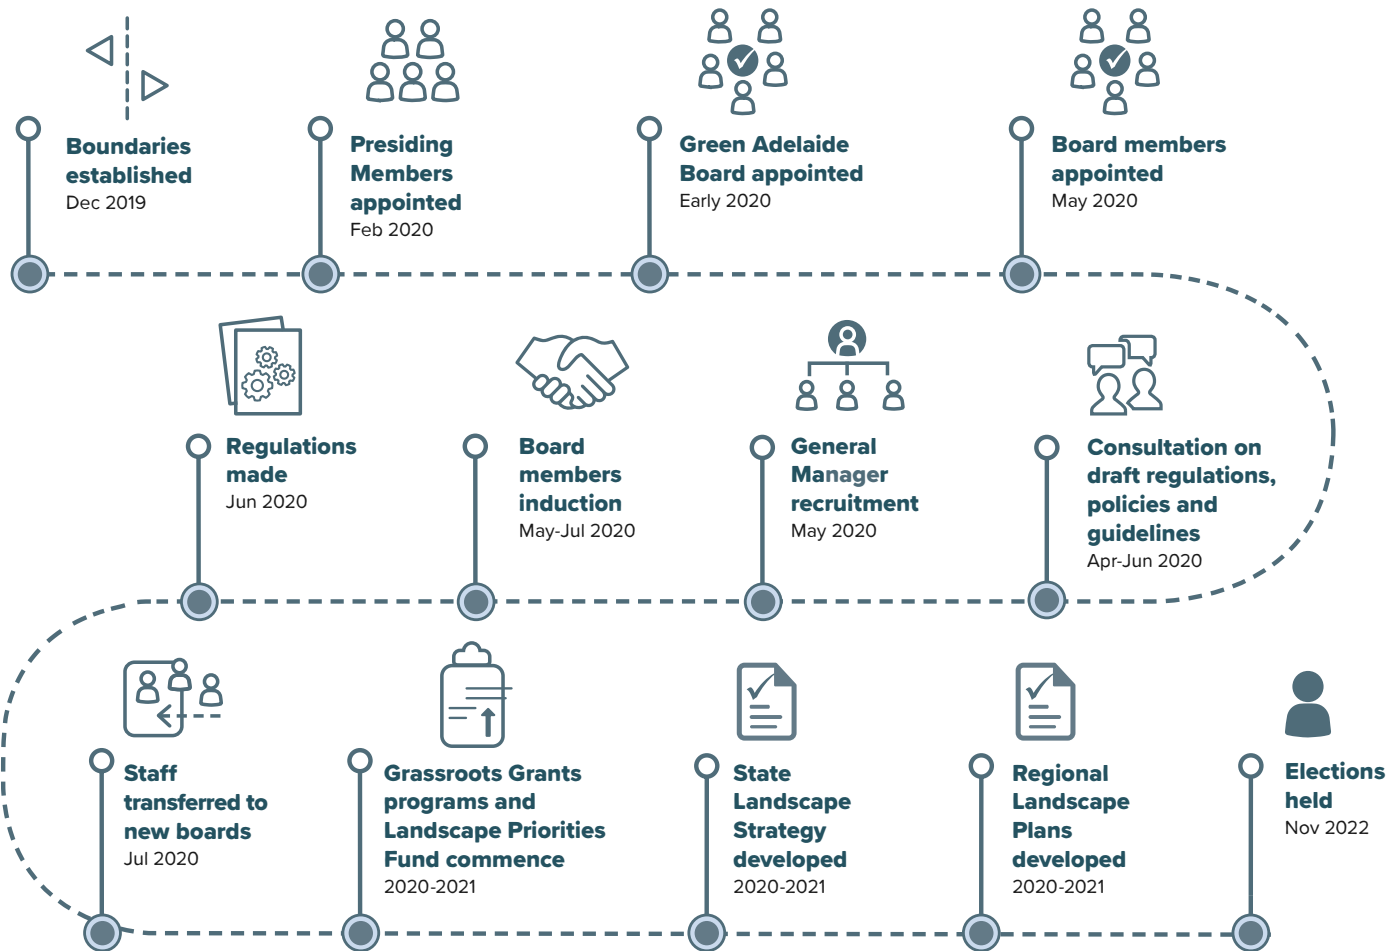 Boundaries
established
Dec 2019
Presiding
Members
appointed
Feb 2020
Green Adelaide
Board appointed
Early 2020
Board members
appointed
May 2020
Regulations
made
Jun 2020
Board
members
induction
May-Jul 2020
General
Manager
recruitment
May 2020
Consultation on
draft regulations,
policies and
guidelines
Apr-Jun 2020
Staff
transferred to
new boards
Jul 2020
Grassroots Grants
programs and
Landscape Priorities
Fund commence
2020-2021
State
Landscape
Strategy
developed
2020-2021
Regional
Landscape
Plans
developed
2020-2021
Elections
held
Nov 2022